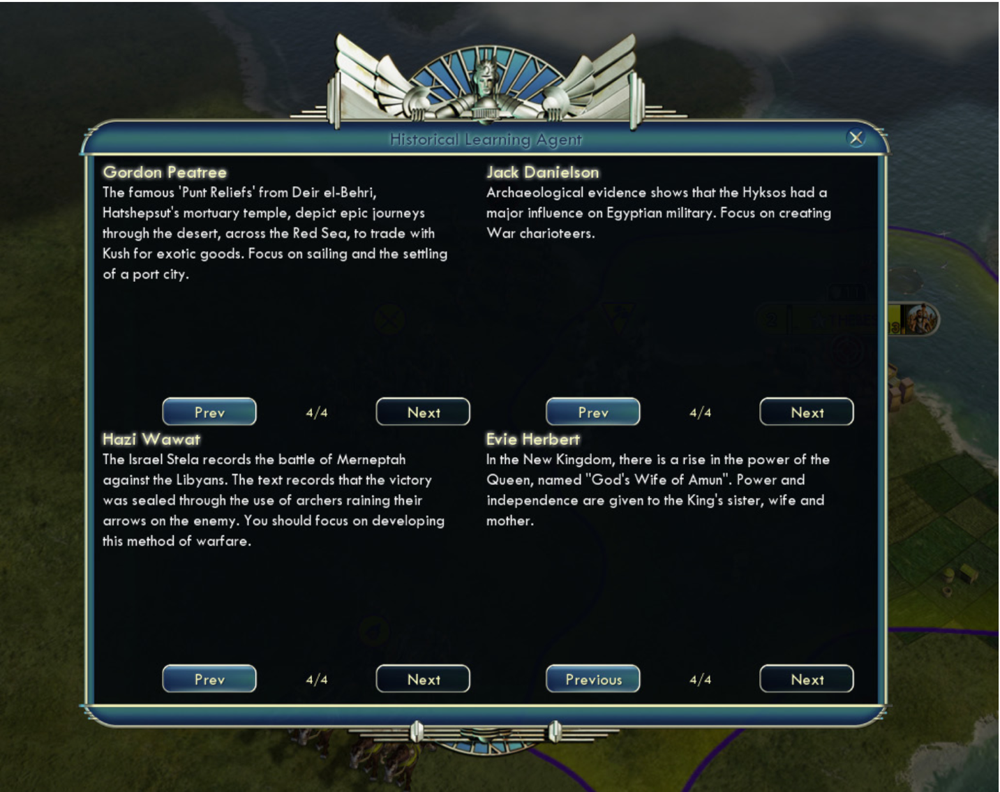 Historical Learning Agent
Gordon Peatree
The famous 'Punt Reliefs' from Deir el-Behri,
Hatshepsut's mortuary temple, depict epic journeys
through the desert, across the Red Sea, to trade with
Kush for exotic goods. Focus on sailing and the settling
of a port city.
Prev 4/4 Next
Jack Danielson
Archaeological evidence shows that the Hyksos had a
major influence on Egyptian military. Focus on creating
War charioteers.
Prev 4/4 Next
2 THEBES 13
Hazi Wawat
The Israel Stela records the battle of Merneptah
against the Libyans. The text records that the victory
was sealed through the use of archers raining their
arrows on the enemy. You should focus on developing
this method of warfare.
Prev 4/4 Next
Evie Herbert
In the New Kingdom, there is a rise in the power of the
Queen, named "God's Wife of Amun". Power and
independence are given to the King's sister, wife and
mother.
Previous 4/4 Next